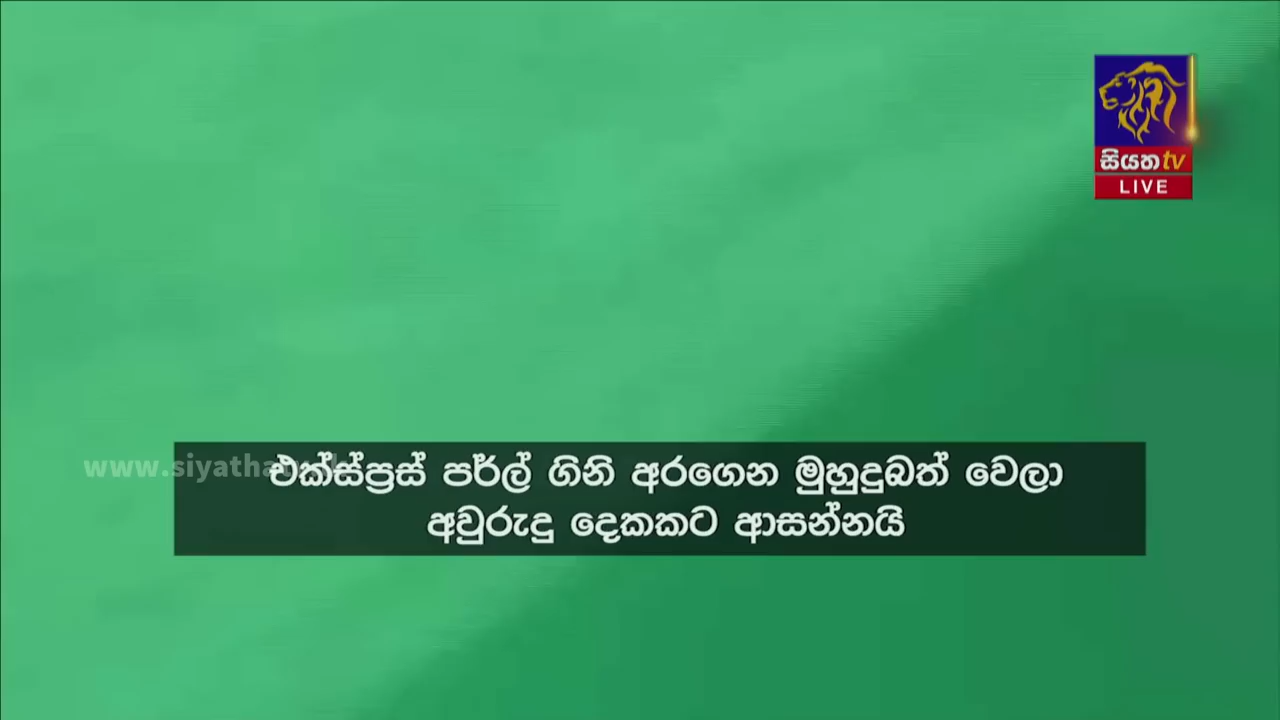 සියත tv
LIVE
එක්ස්ප්‍රස් පර්ල් ගිනි අරගෙන මුහුදුබත් වෙලා
අවුරුදු දෙකකට ආසන්නයි
www.siyatha